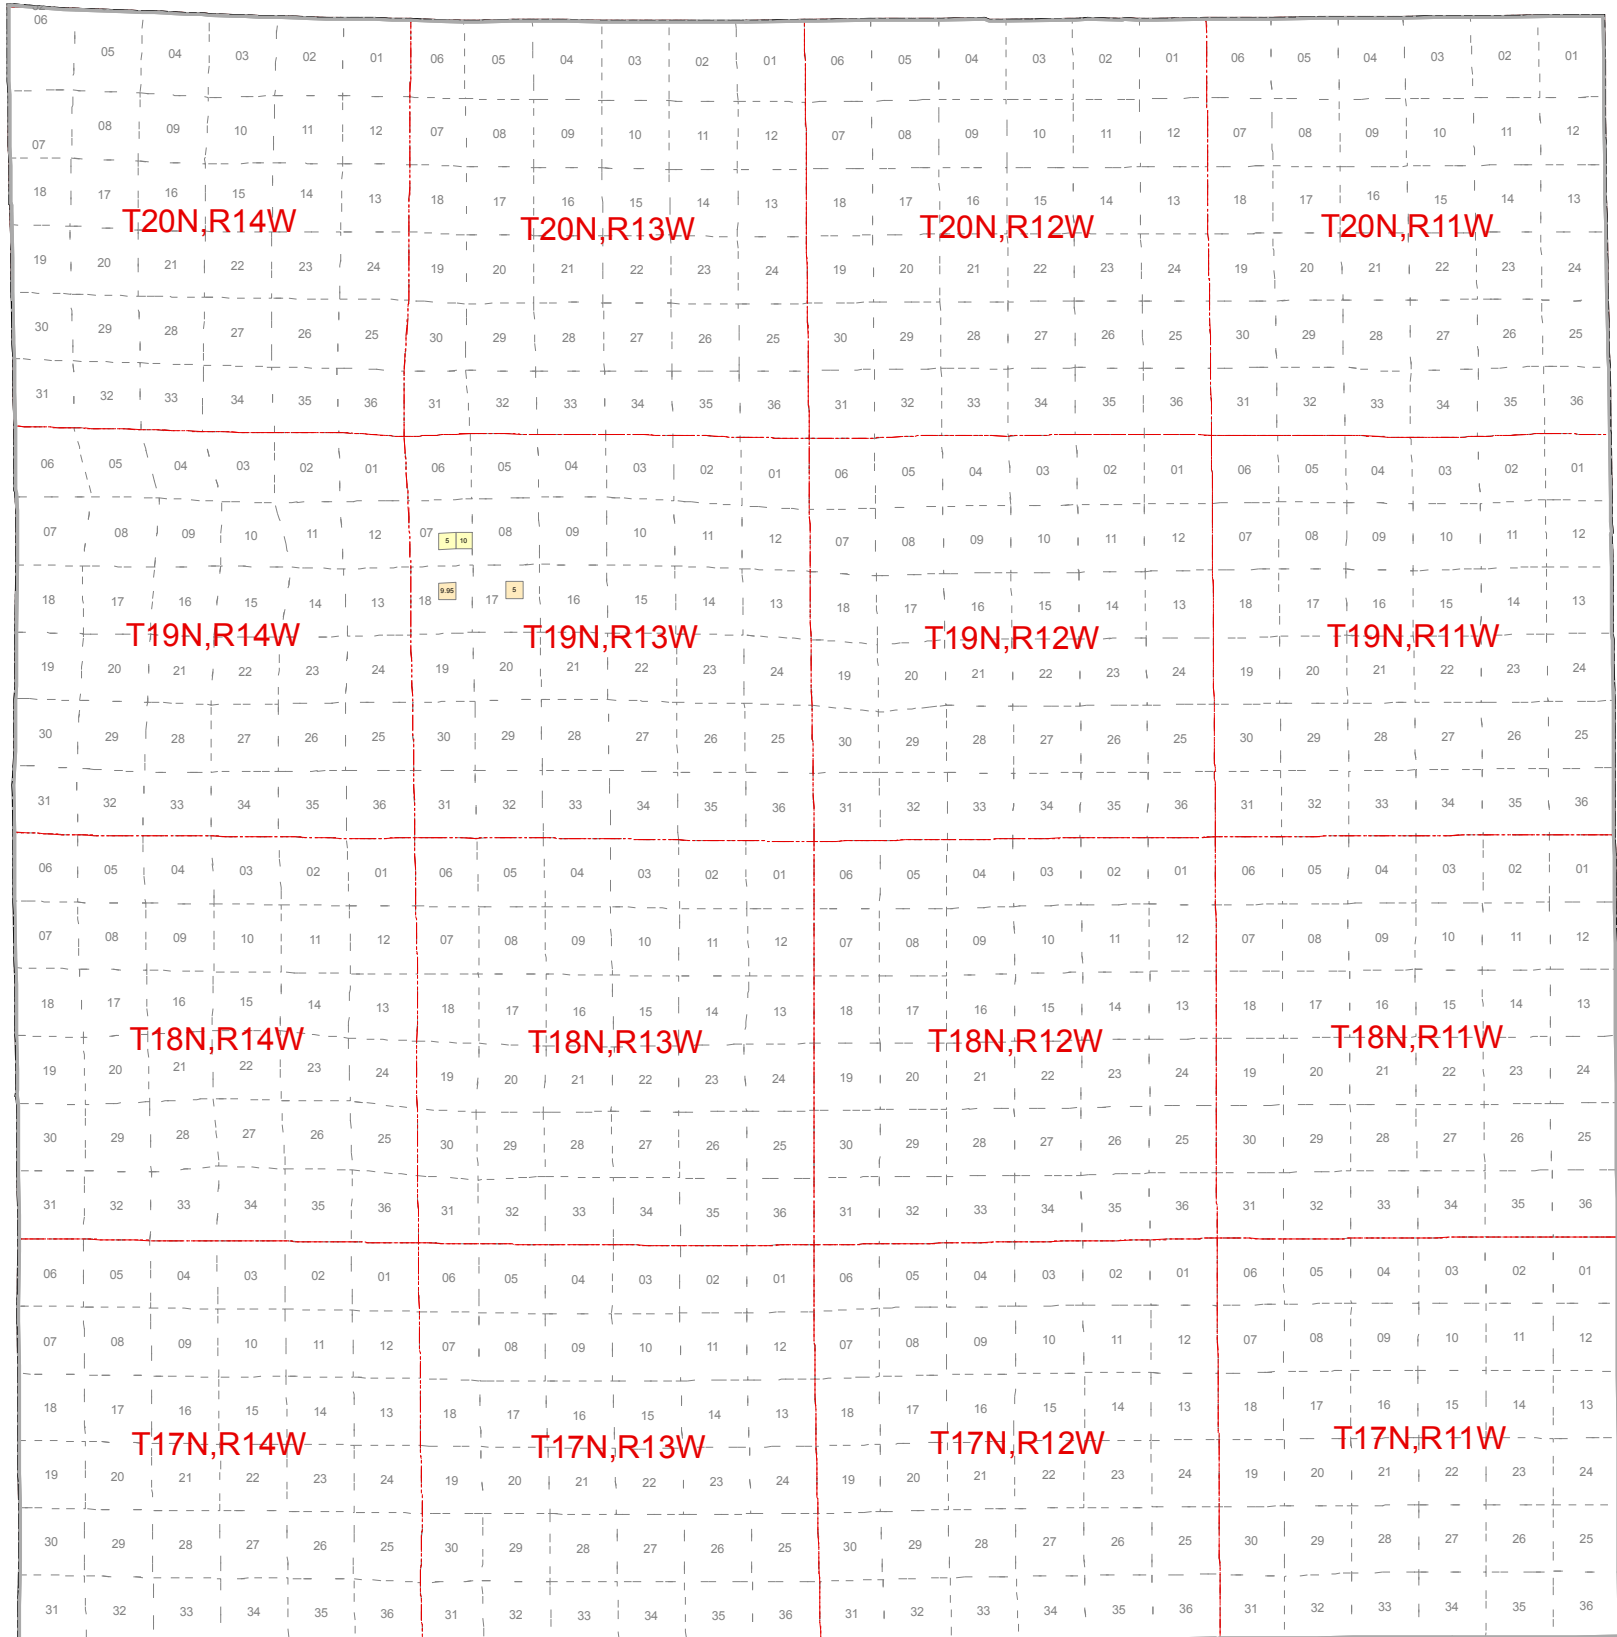 06 05 04 03 02 01 06 05 04 03 02 01 06 05 04 03 02 01 06 05 04 03 02 01
07 08 09 10 11 12 07 08 09 10 11 12 07 08 09 10 11 12 07 08 09 10 11 12
18 17 16 15 14 13 18 17 16 15 14 13 18 17 16 15 14 13 18 17 16 15 14 13
T20N,R14W T20N,R13W T20N,R12W T20N,R11W
19 20 21 22 23 24 19 20 21 22 23 24 19 20 21 22 23 24 19 20 21 22 23 24
30 29 28 27 26 25 30 29 28 27 26 25 30 29 28 27 26 25 30 29 28 27 26 25
31 32 33 34 35 36 31 32 33 34 35 36 31 32 33 34 35 36 31 32 33 34 35 36
06 05 04 03 02 01 06 05 04 03 02 01 06 05 04 03 02 01 06 05 04 03 02 01
07 08 09 10 11 12 07 08 09 10 11 12 07 08 09 10 11 12 07 08 09 10 11 12
5 10
9.95 5
18 17 16 15 14 13 18 17 16 15 14 13 18 17 16 15 14 13 18 17 16 15 14 13
T19N,R14W T19N,R13W T19N,R12W T19N,R11W
19 20 21 22 23 24 19 20 21 22 23 24 19 20 21 22 23 24 19 20 21 22 23 24
30 29 28 27 26 25 30 29 28 27 26 25 30 29 28 27 26 25 30 29 28 27 26 25
31 32 33 34 35 36 31 32 33 34 35 36 31 32 33 34 35 36 31 32 33 34 35 36
06 05 04 03 02 01 06 05 04 03 02 01 06 05 04 03 02 01 06 05 04 03 02 01
07 08 09 10 11 12 07 08 09 10 11 12 07 08 09 10 11 12 07 08 09 10 11 12
18 17 16 15 14 13 18 17 16 15 14 13 18 17 16 15 14 13 18 17 16 15 14 13
T18N,R14W T18N,R13W T18N,R12W T18N,R11W
19 20 21 22 23 24 19 20 21 22 23 24 19 20 21 22 23 24 19 20 21 22 23 24
30 29 28 27 26 25 30 29 28 27 26 25 30 29 28 27 26 25 30 29 28 27 26 25
31 32 33 34 35 36 31 32 33 34 35 36 31 32 33 34 35 36 31 32 33 34 35 36
06 05 04 03 02 01 06 05 04 03 02 01 06 05 04 03 02 01 06 05 04 03 02 01
07 08 09 10 11 12 07 08 09 10 11 12 07 08 09 10 11 12 07 08 09 10 11 12
18 17 16 15 14 13 18 17 16 15 14 13 18 17 16 15 14 13 18 17 16 15 14 13
T17N,R14W T17N,R13W T17N,R12W T17N,R11W
19 20 21 22 23 24 19 20 21 22 23 24 19 20 21 22 23 24 19 20 21 22 23 24
30 29 28 27 26 25 30 29 28 27 26 25 30 29 28 27 26 25 30 29 28 27 26 25
31 32 33 34 35 36 31 32 33 34 35 36 31 32 33 34 35 36 31 32 33 34 35 36